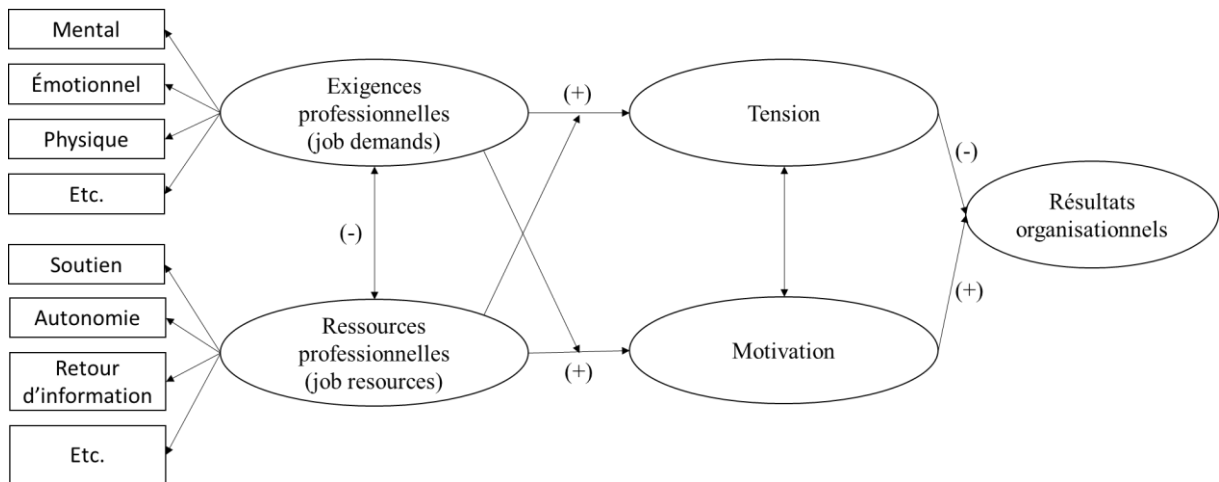 Mental
Émotionnel
Physique
Etc.
Exigences
professionnelles
(job demands)
(+)
Tension
(-)
(-)
Résultats
organisationnels
Soutien
Autonomie
Retour
d'information
Etc.
Ressources
professionnelles
(job resources)
(+)
Motivation
(+)